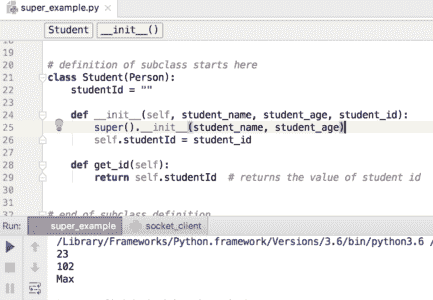 super_example.py ×
Student __init__()
18
19
20 # definition of subclass starts here
21 class Student(Person):
22 studentId = ""
23
24 def __init__(self, student_name, student_age, student_id):
25 super().__init__(student_name, student_age)
26 self.studentId = student_id
27
28 def get_id(self):
29 return self.studentId # returns the value of student id
30
31
32 # end of subclass definition
Run: super_example socket_client
/Library/Frameworks/Python.framework/Versions/3.6/bin/python3.6 /
23
102
Max